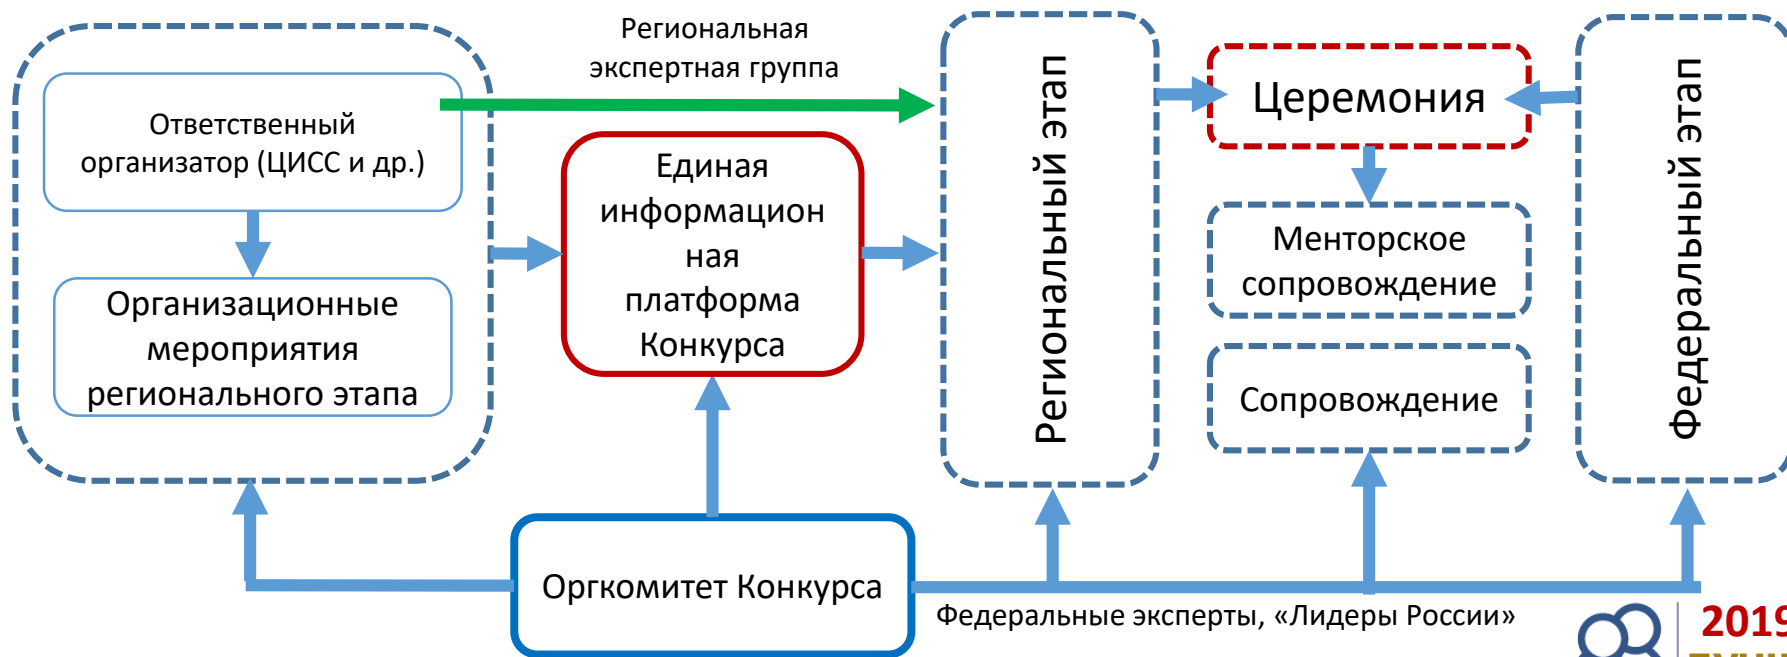 Региональная
экспертная группа
Ответственный
организатор (ЦИСС и др.)
Организационные
мероприятия
регионального этапа
Единая
информацион
ная
платформа
Конкурса
Региональный этап
Церемония
Менторское
сопровождение
Сопровождение
Федеральный этап
Оргкомитет Конкурса
Федеральные эксперты, «Лидеры России»
2019